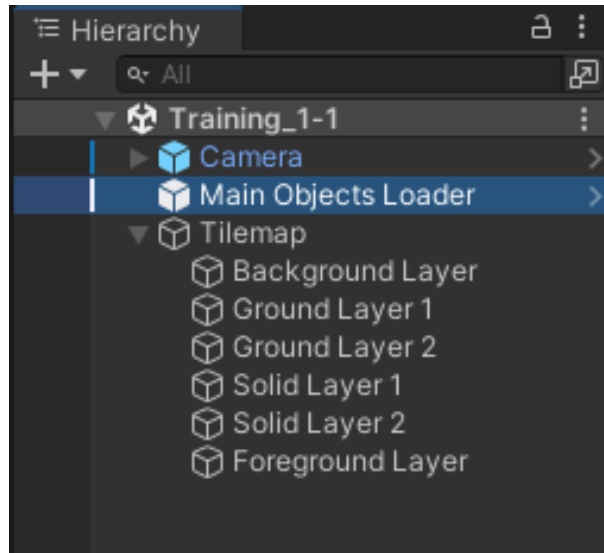 Hierarchy
All
Training_1-1
Camera
Main Objects Loader
Tilemap
Background Layer
Ground Layer 1
Ground Layer 2
Solid Layer 1
Solid Layer 2
Foreground Layer